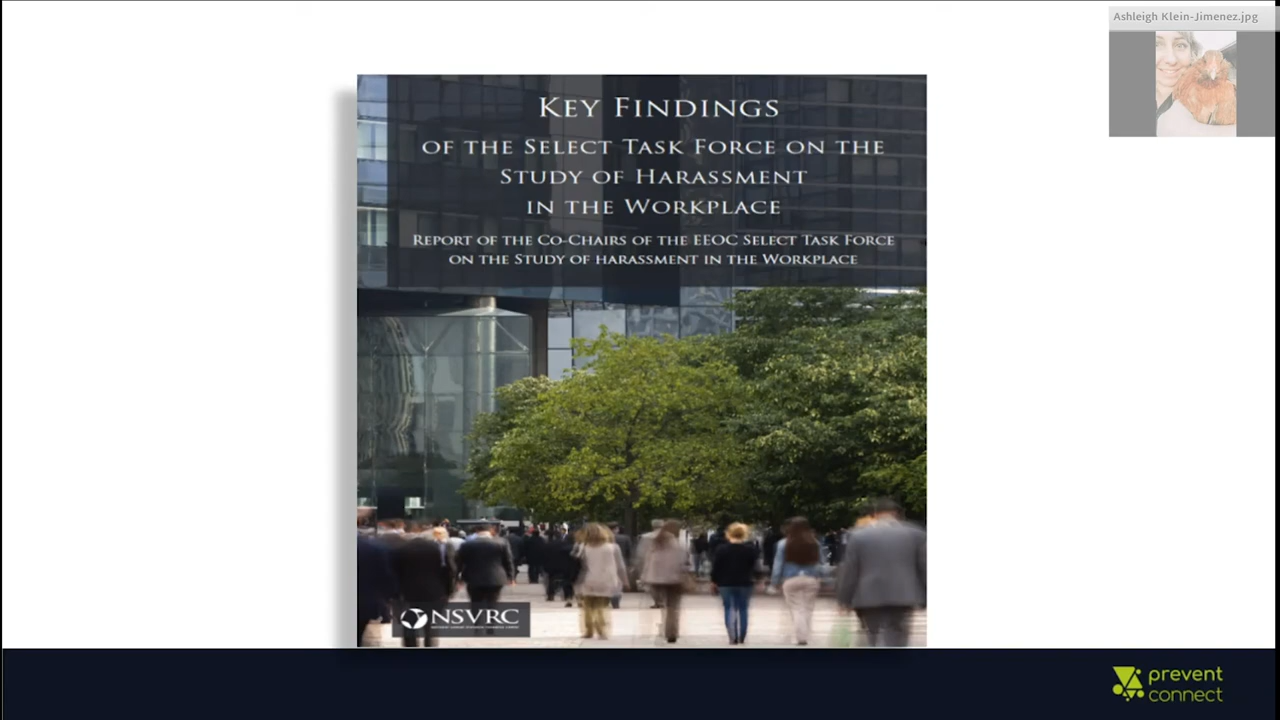 Ashleigh Klein-Jimenez.jpg
KEY FINDINGS
OF THE SELECT TASK FORCE ON THE
STUDY OF HARASSMENT
IN THE WORKPLACE
REPORT OF THE CO-CHAIRS OF THE EEOC SELECT TASK FORCE
ON THE STUDY OF HARASSMENT IN THE WORKPLACE
NSVRC
prevent
connect